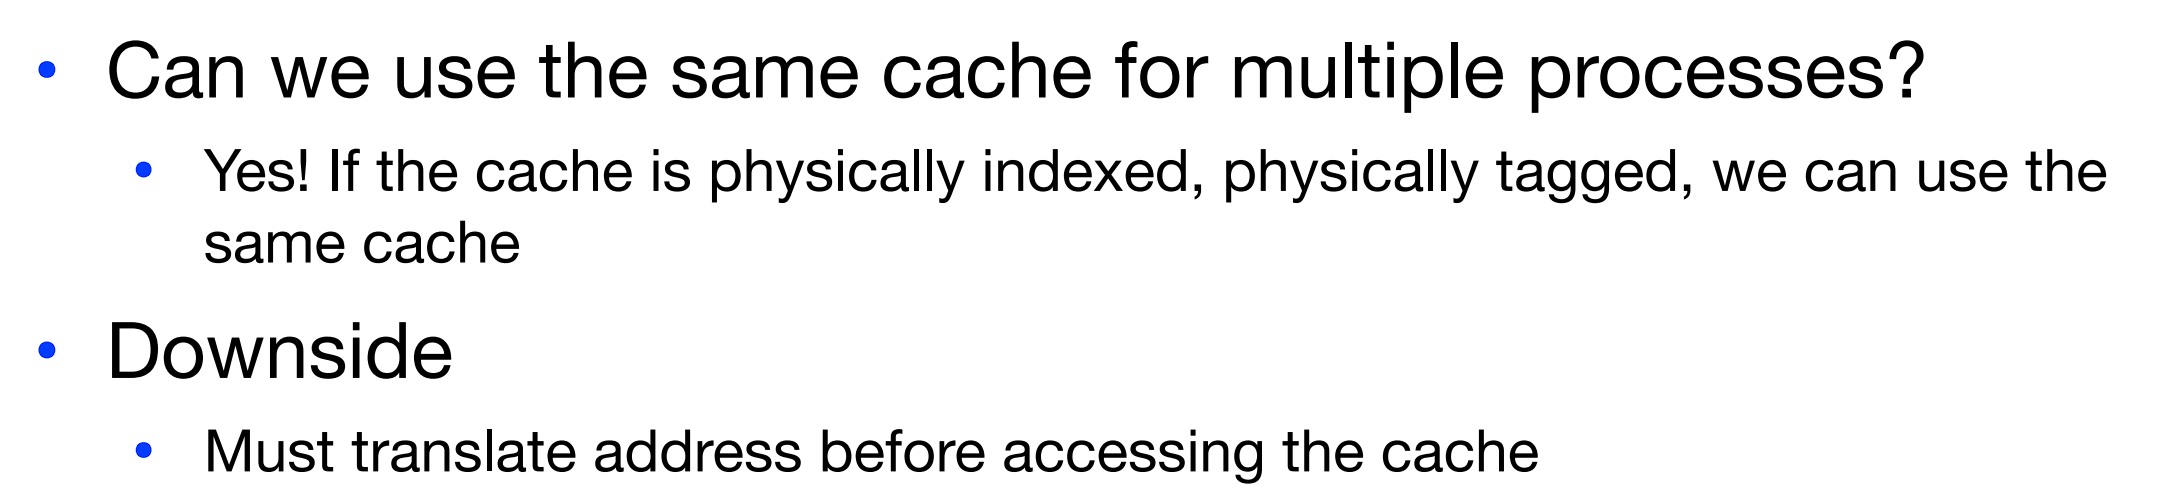 • Can we use the same cache for multiple processes?
• Yes! If the cache is physically indexed, physically tagged, we can use the
same cache
• Downside
• Must translate address before accessing the cache